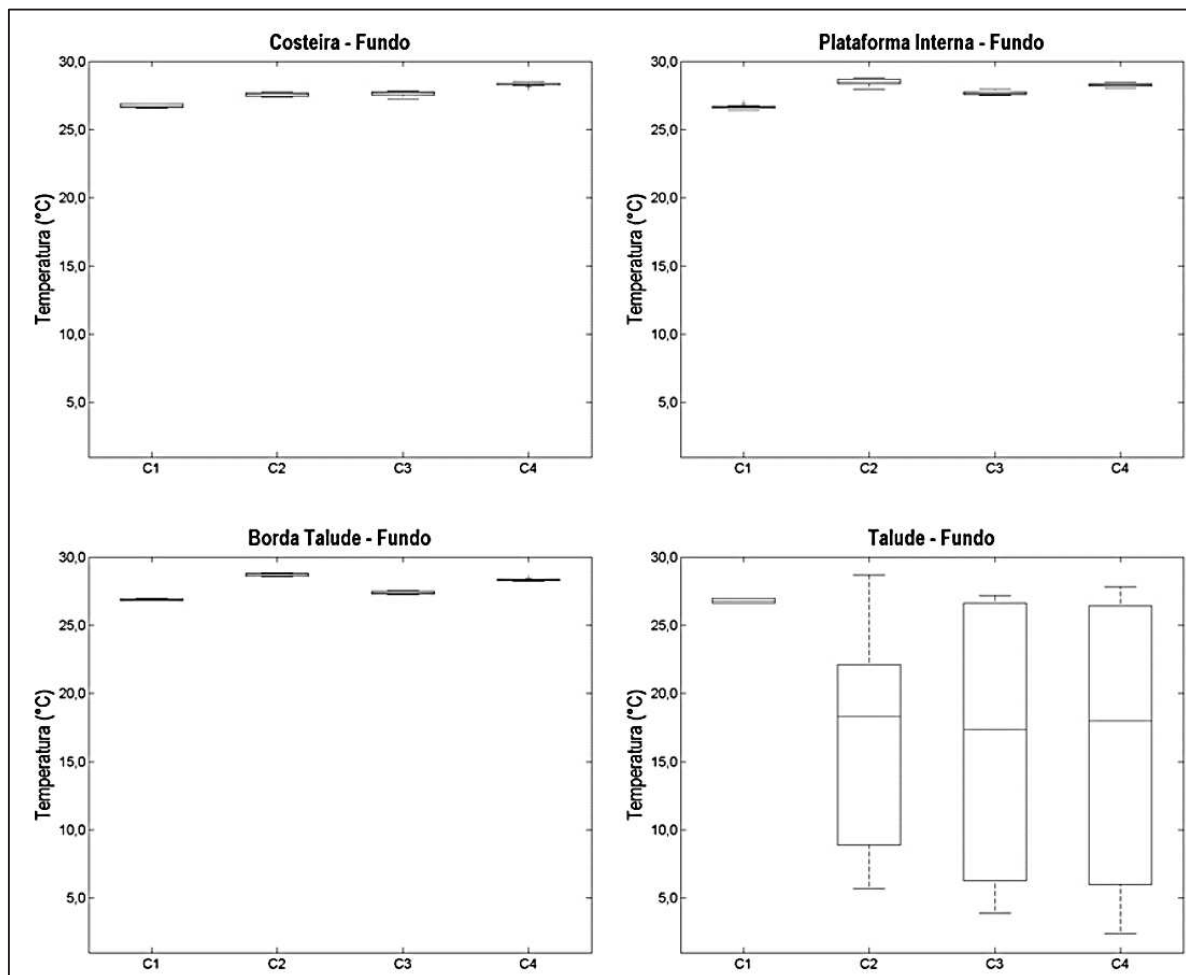 Costeira - Fundo
30,0
25,0
20,0
15,0
10,0
5,0
Temperatura (°C)
C1 C2 C3 C4
Plataforma Interna - Fundo
30,0
25,0
20,0
15,0
10,0
5,0
Temperatura (°C)
C1 C2 C3 C4
Borda Talude - Fundo
30,0
25,0
20,0
15,0
10,0
5,0
Temperatura (°C)
C1 C2 C3 C4
Talude - Fundo
30,0
25,0
20,0
15,0
10,0
5,0
Temperatura (°C)
C1 C2 C3 C4